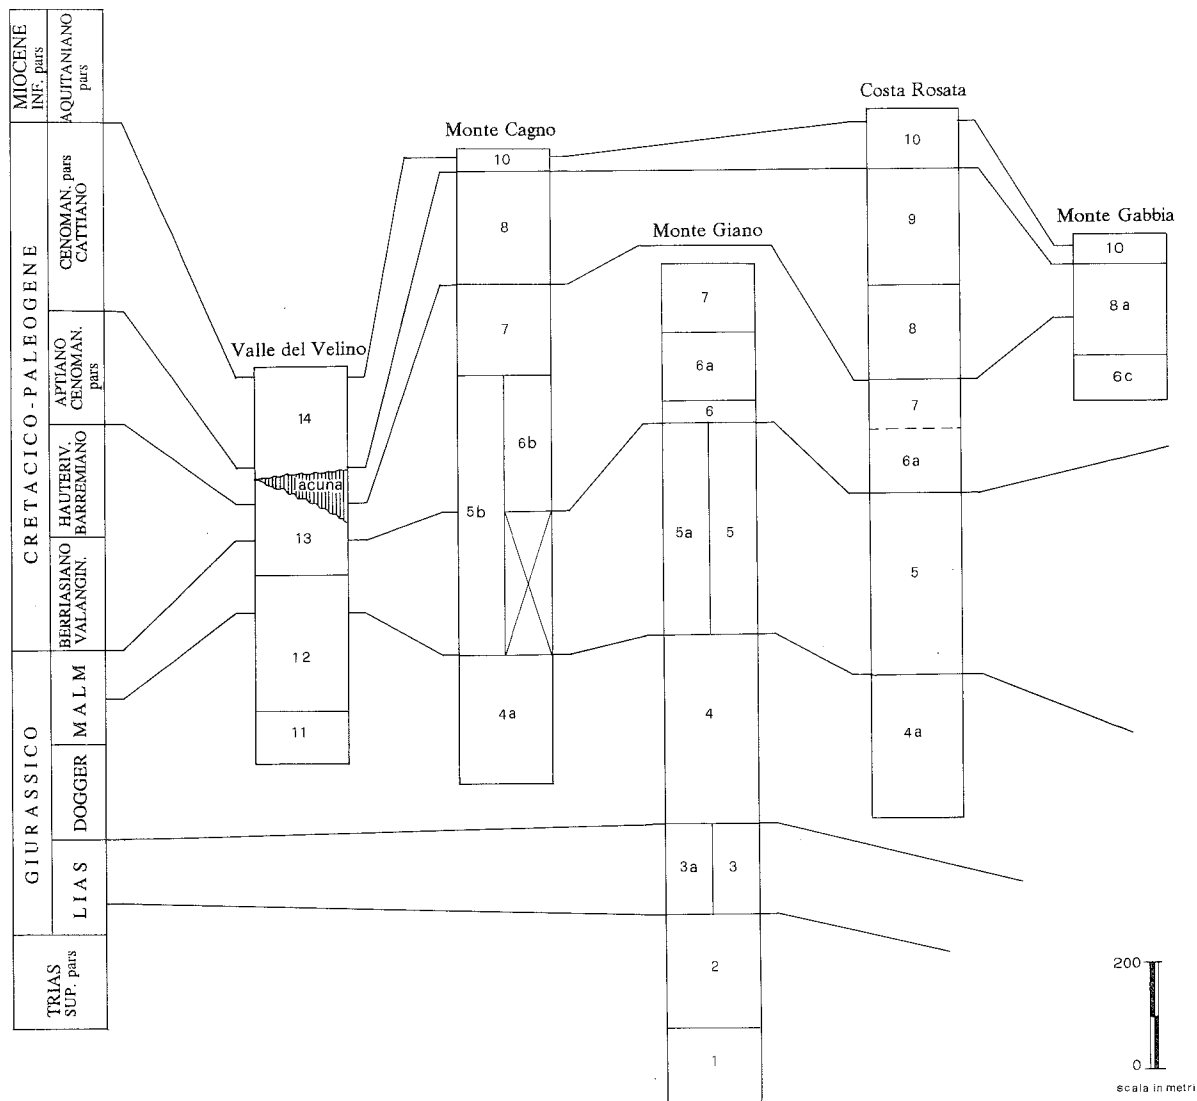 MIOCENE
INF. pars
AQUITANIANO
pars
CRETACICO-PALEOGENE
CENOMAN. pars
CATTIANO
APTIANO
CENOMAN.
pars
HAUTERIV.
BARREMIANO
BERRIASIANO
VALANGIN.
GIURASSICO
MALM
DOGGER
LIAS
TRIAS
SUP. pars
Valle del Velino
14
acuna
13
12
11
Monte Cagno
10
8
7
6b
5b
4a
Monte Giano
7
6a
6
5a
5
4
3a
3
2
1
Costa Rosata
10
9
8
7
6a
5
4a
Monte Gabbia
10
8a
6c
200
0
scala in metri